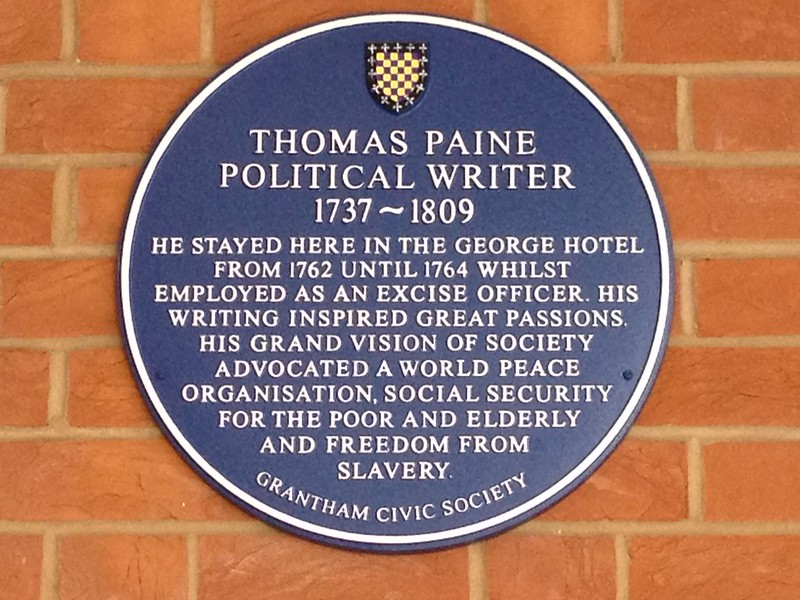 THOMAS PAINE
POLITICAL WRITER
1737~1809
HE STAYED HERE IN THE GEORGE HOTEL
FROM 1762 UNTIL 1764 WHILST
EMPLOYED AS AN EXCISE OFFICER. HIS
WRITING INSPIRED GREAT PASSIONS.
HIS GRAND VISION OF SOCIETY
ADVOCATED A WORLD PEACE
ORGANISATION, SOCIAL SECURITY
FOR THE POOR AND ELDERLY
AND FREEDOM FROM
SLAVERY.
GRANTHAM CIVIC SOCIETY